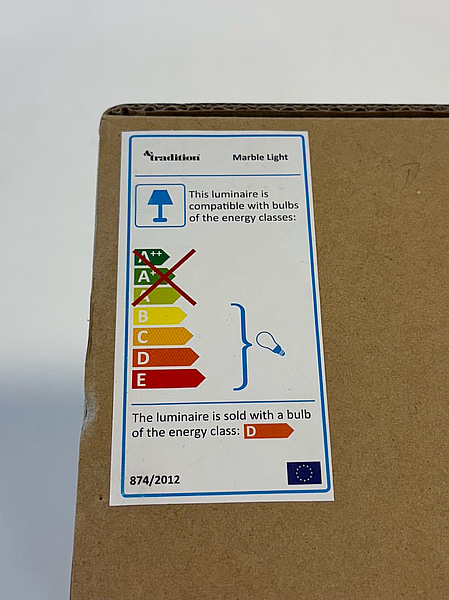 &tradition
Marble Light
This luminaire is
compatible with bulbs
of the energy classes:
A++
A+
A
B
C
D
E
The luminaire is sold with a bulb
of the energy class: D
874/2012